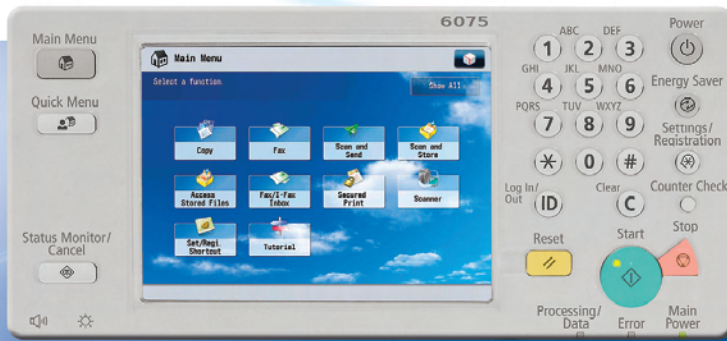 6075
Main Menu
Quick Menu
Status Monitor/
Cancel
Main Menu
Select a function.
Show All
Copy
Fax
Scan and
Send
Scan and
Store
Access
Stored Files
Fax/I-Fax
Inbox
Secured
Print
Scanner
Set/Regi.
Shortcut
Tutorial
ABC DEF
1 2 3
GHI JKL MNO
4 5 6
PQRS TUV WXYZ
7 8 9
* 0 #
Log In/
Out
ID
Clear
C
Power
Energy Saver
Settings/
Registration
Counter Check
Reset
Start
Stop
Processing/
Data
Error
Main
Power